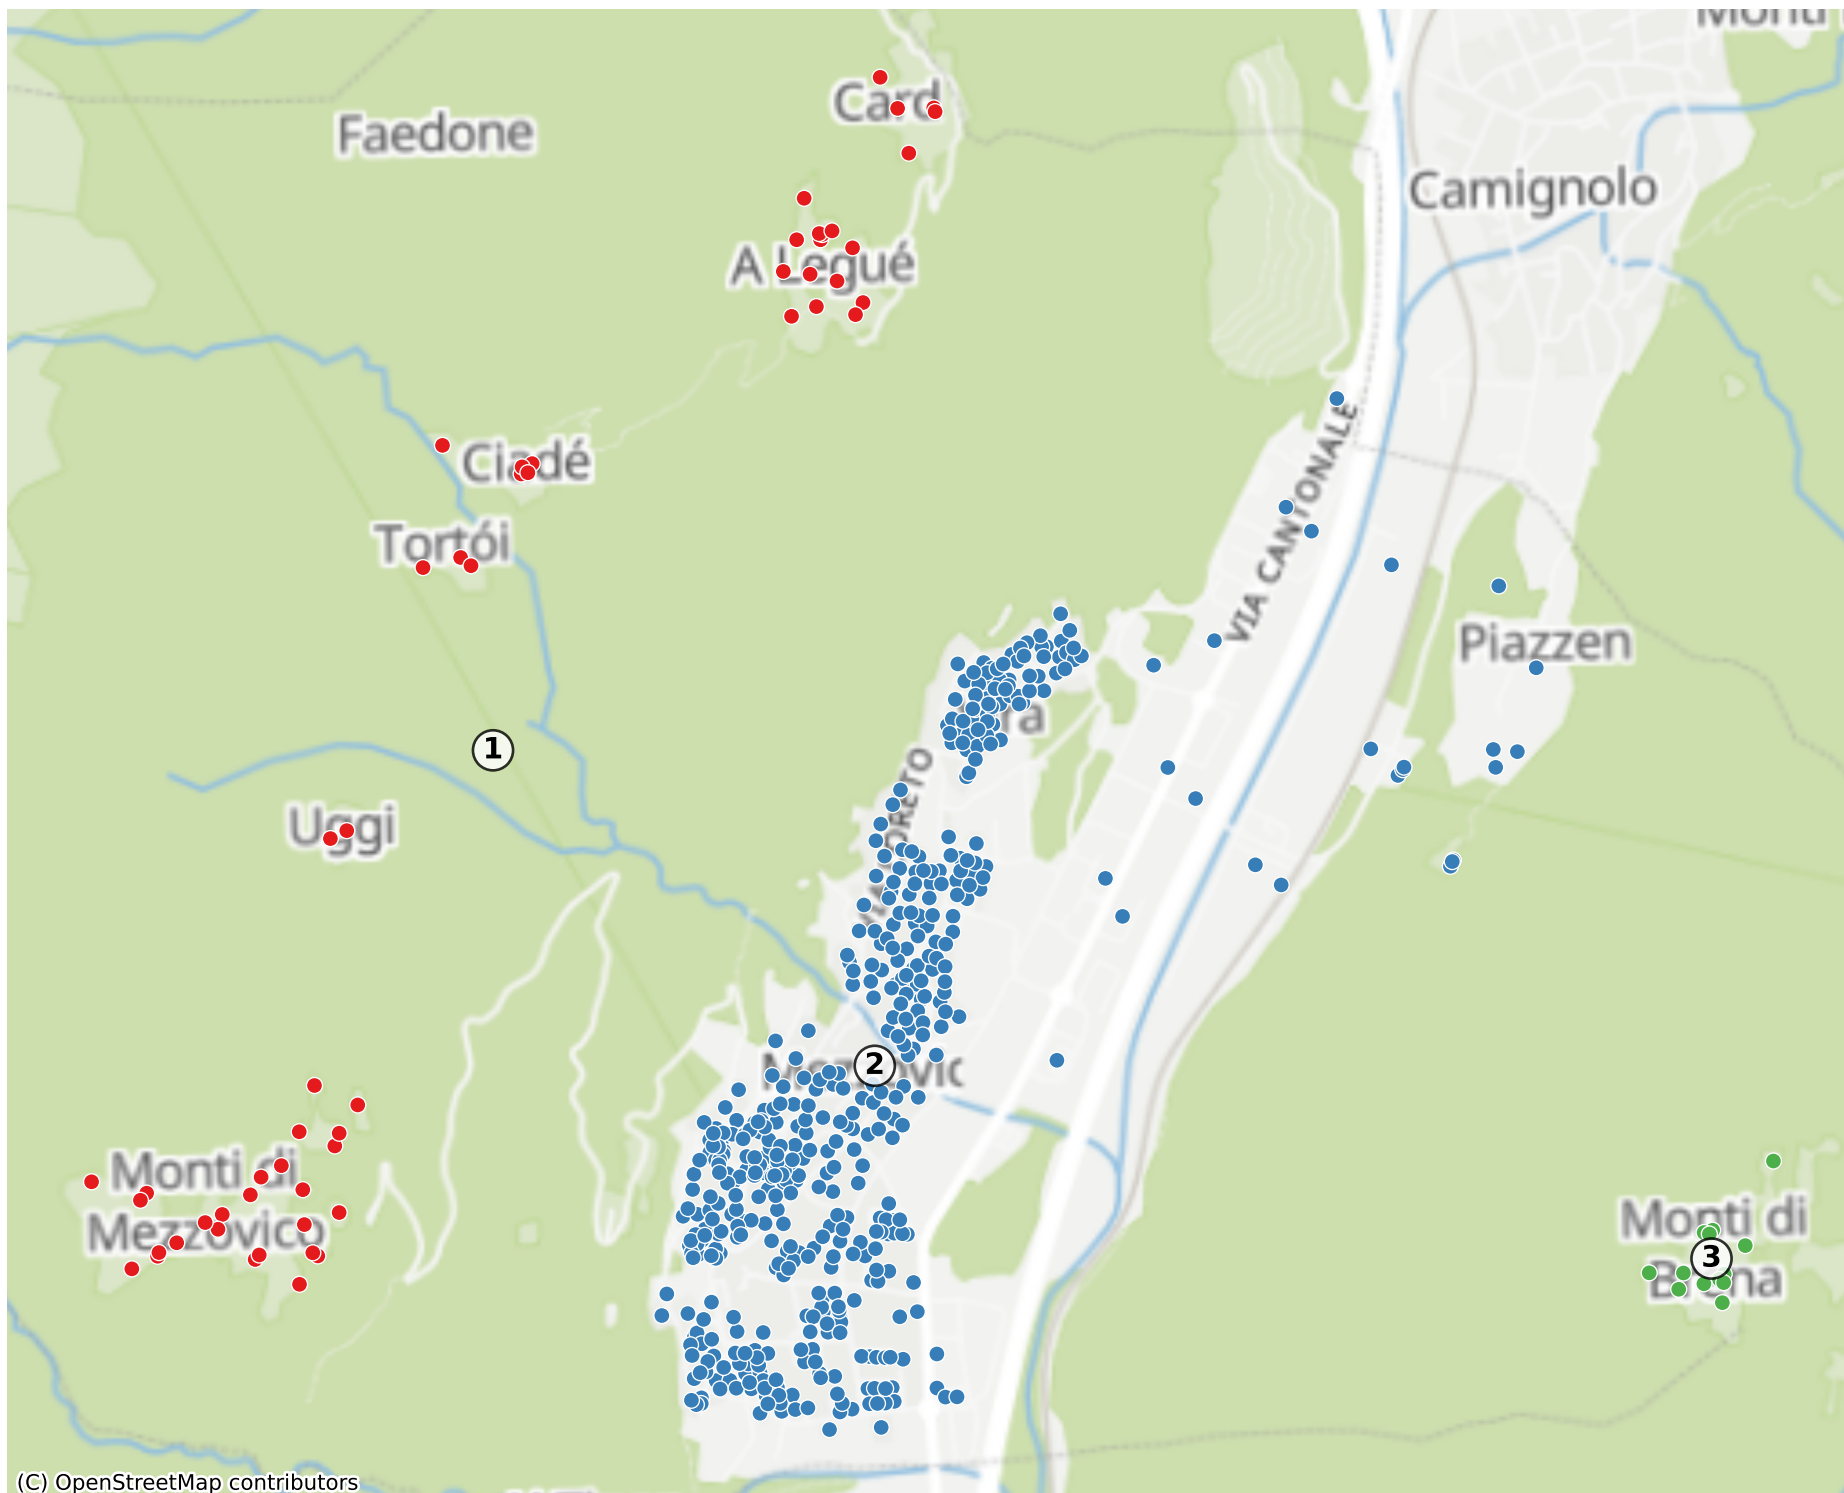 Card
Faedone
Camignolo
A Legué
VIA CANTONALE
Ciadé
Tortói
Piazzen
1
Uggi
2
Monti di
Mezzovico
Monti di
3
(C) OpenStreetMap contributors